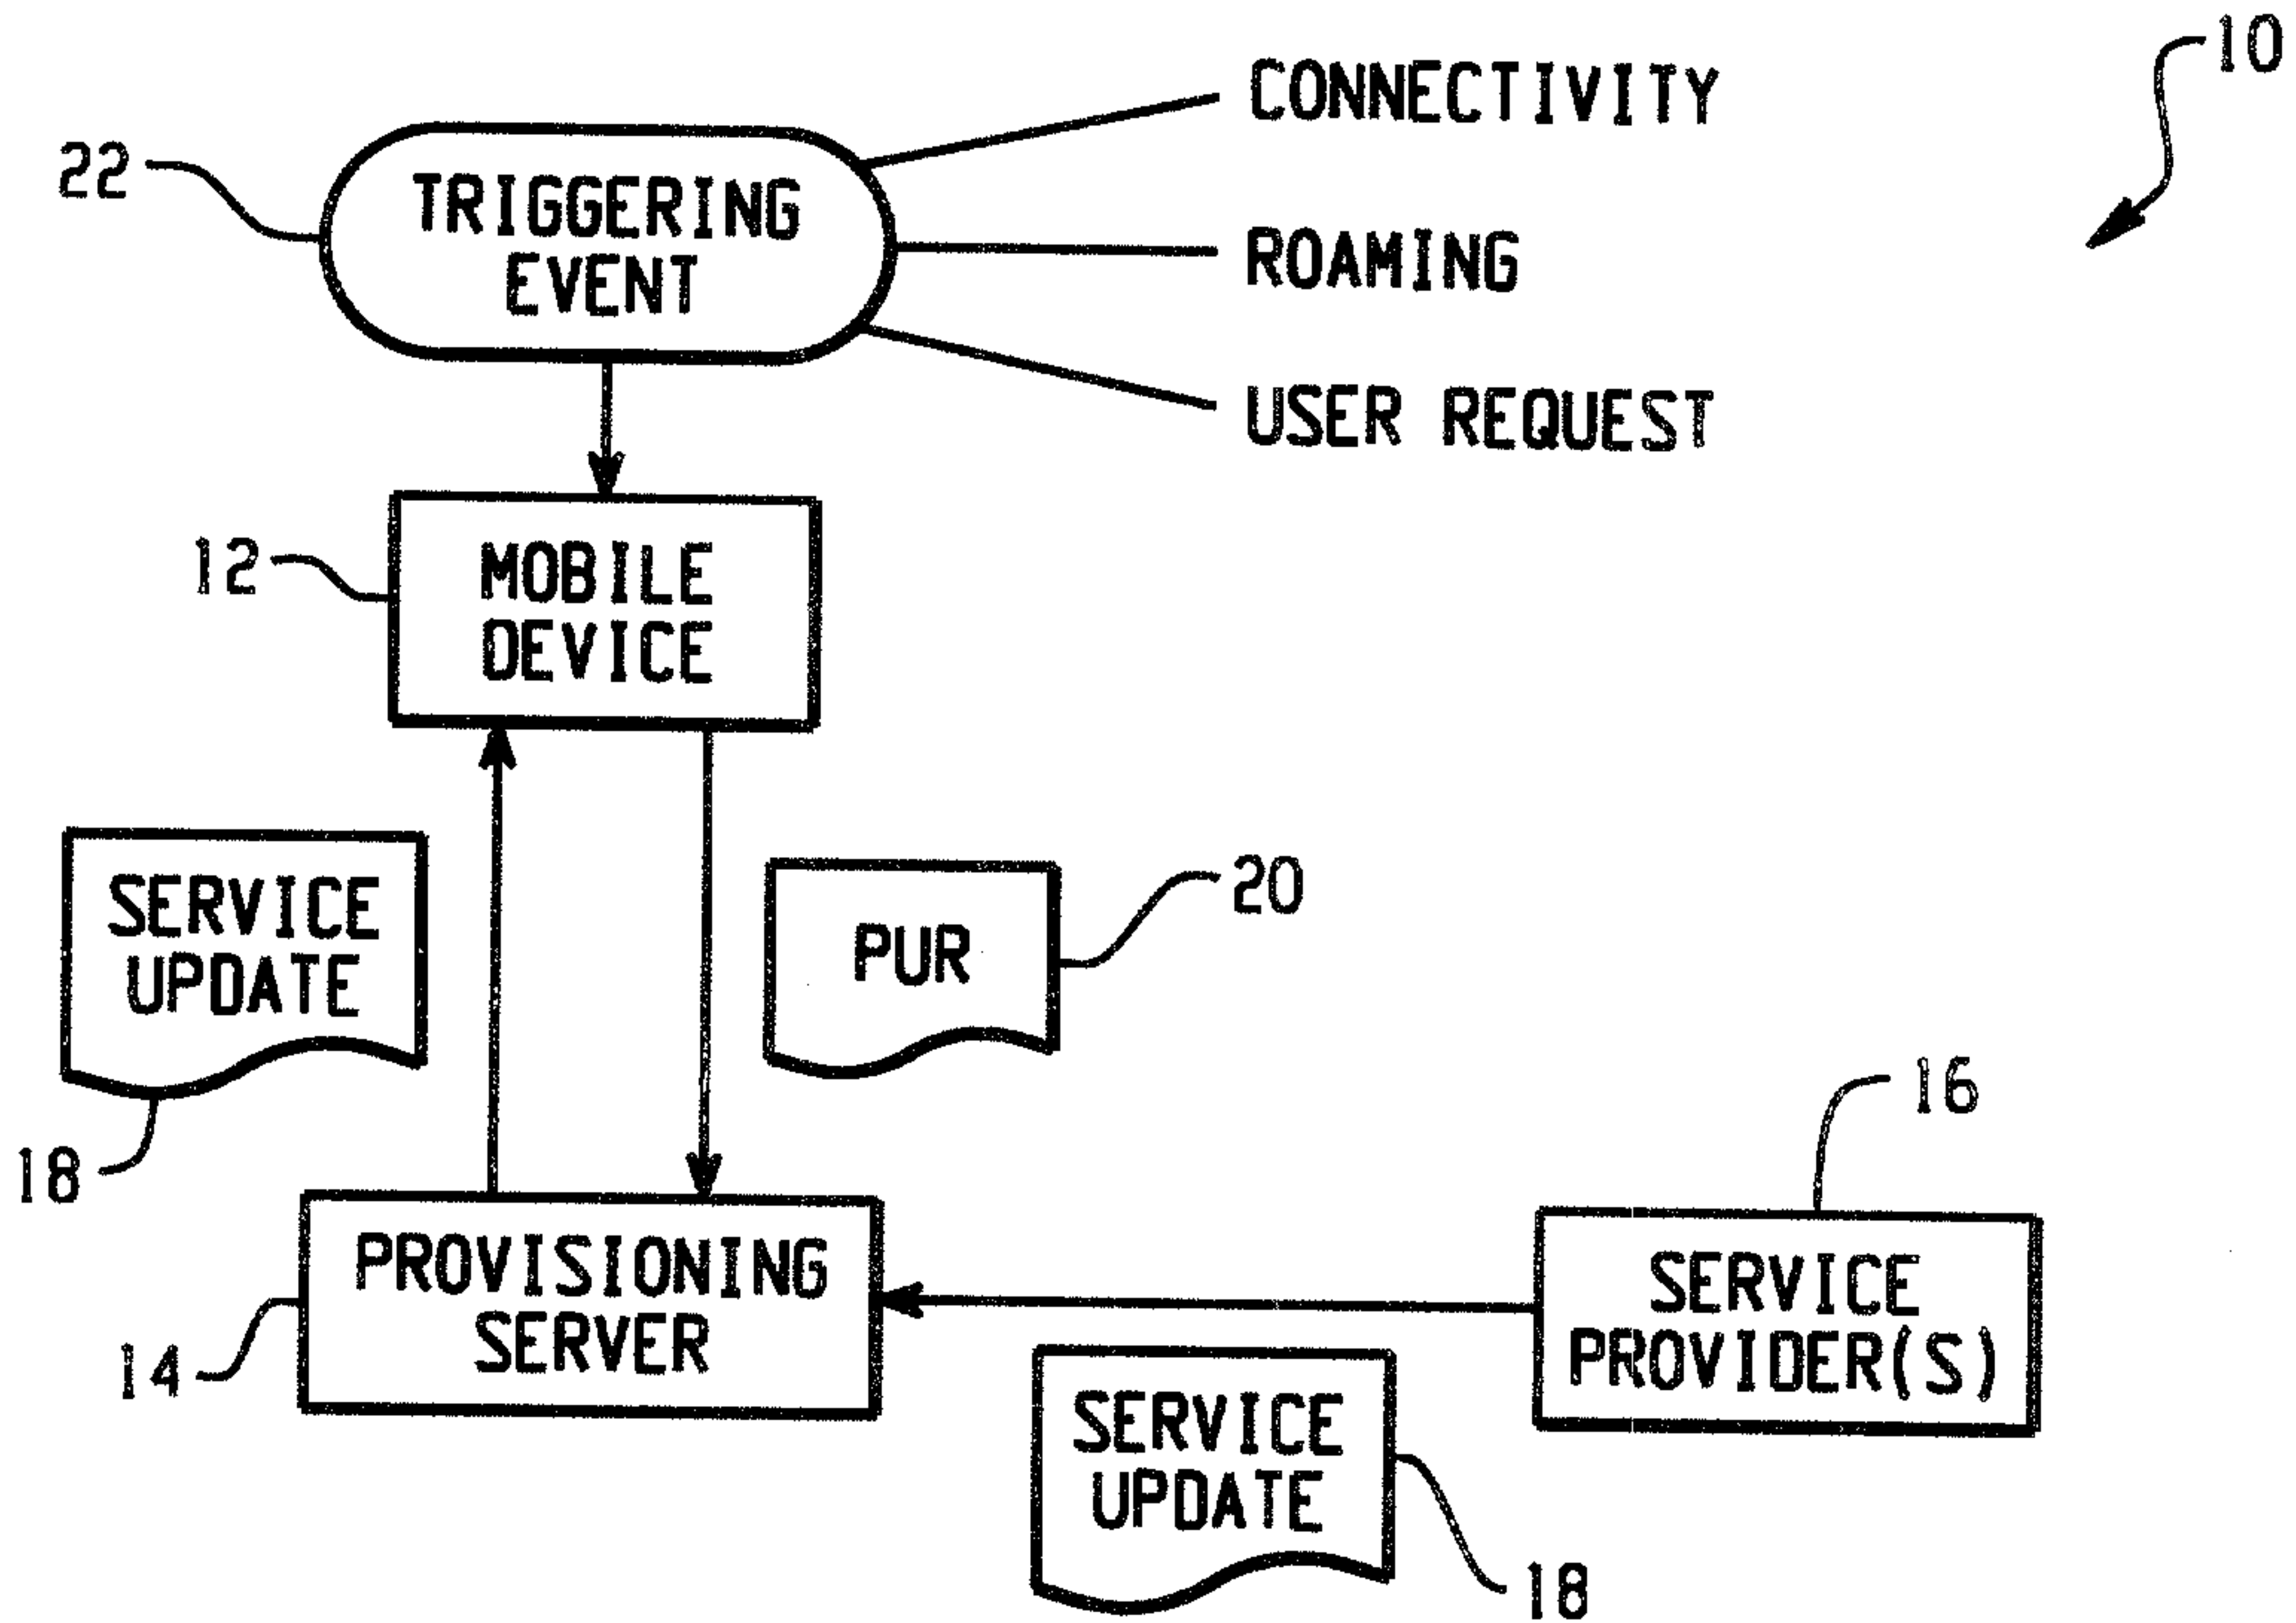 10
CONNECTIVITY
22
TRIGGERING
EVENT
ROAMING
USER REQUEST
12
MOBILE
DEVICE
SERVICE
UPDATE
18
PUR
20
16
PROVISIONING
SERVER
14
SERVICE
PROVIDER(S)
SERVICE
UPDATE
18